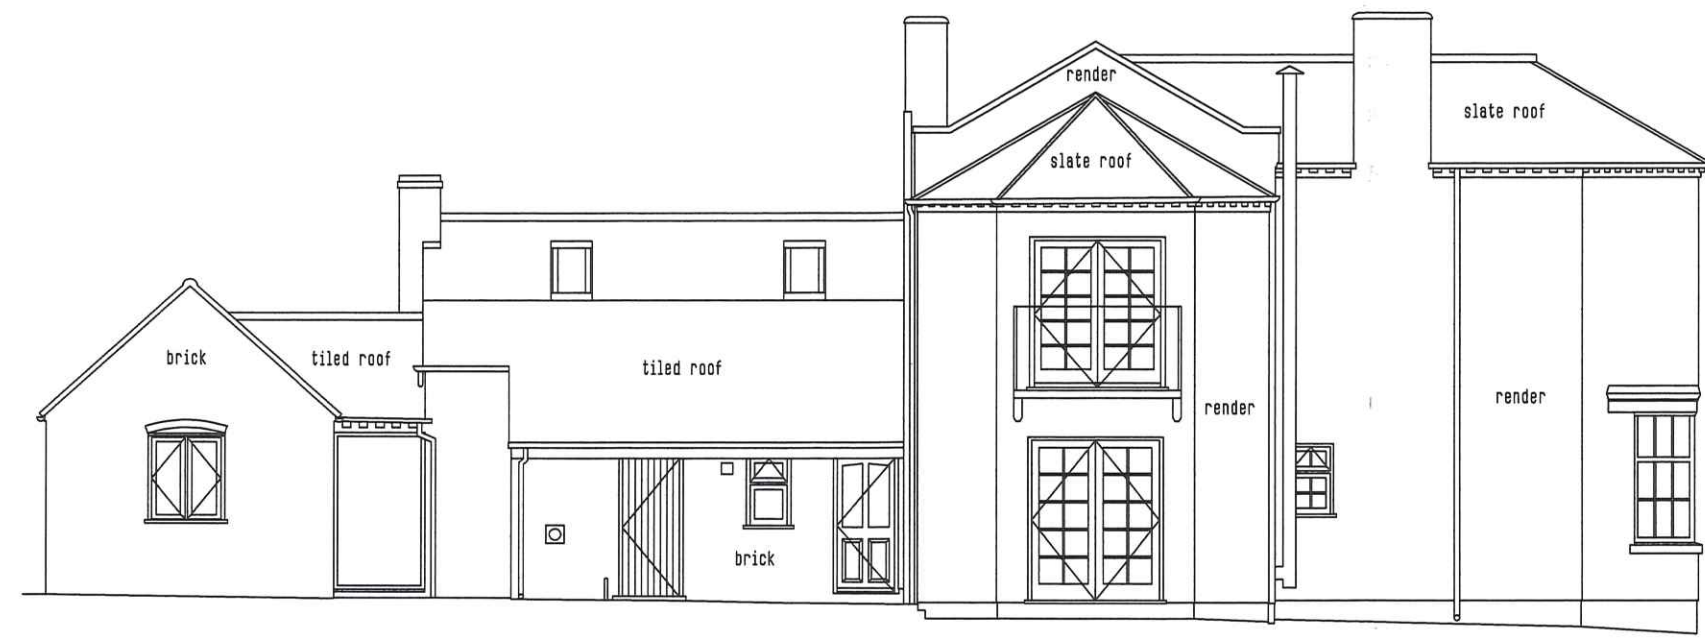 render
slate roof
slate roof
brick
tiled roof
tiled roof
render
render
brick